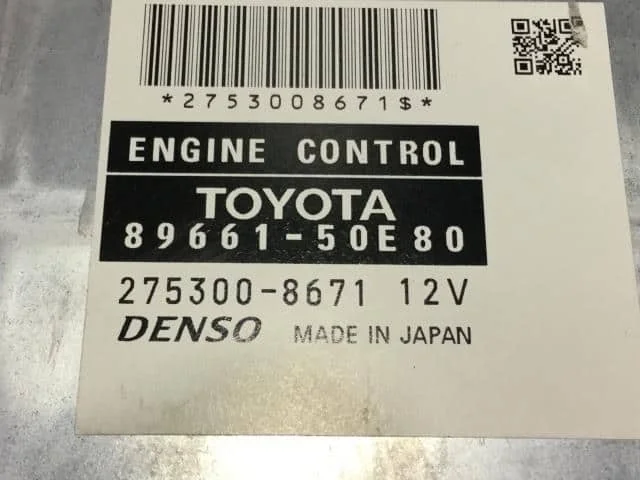 *2753008671$*
ENGINE CONTROL
TOYOTA
89661-50E80
275300-8671 12V
DENSO MADE IN JAPAN